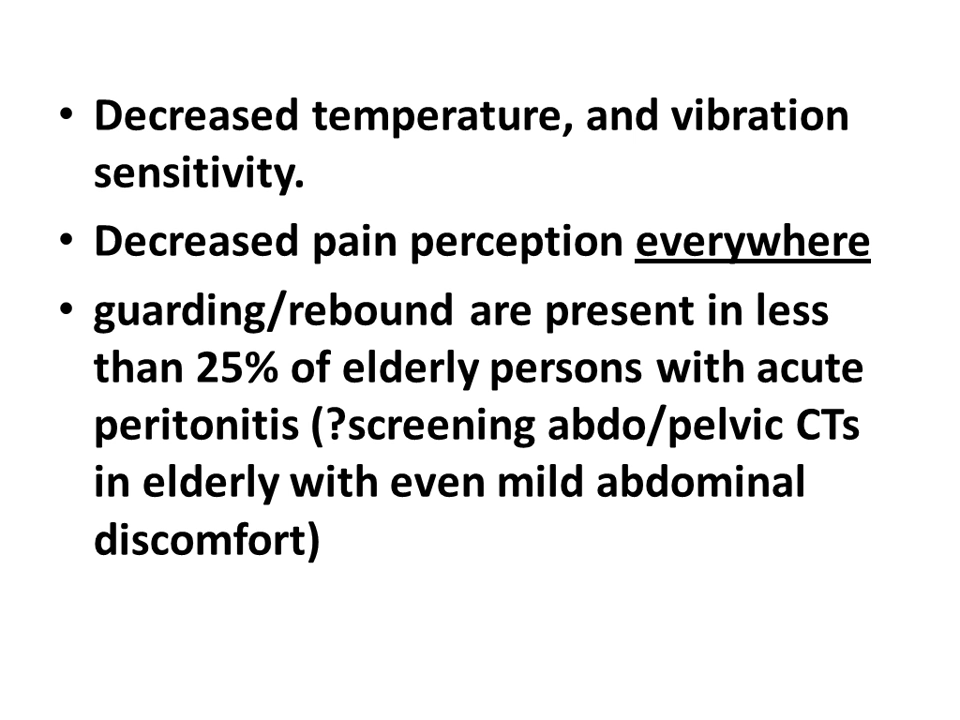 • Decreased temperature, and vibration
sensitivity.
• Decreased pain perception everywhere
• guarding/rebound are present in less
than 25% of elderly persons with acute
peritonitis (?screening abdo/pelvic CTs
in elderly with even mild abdominal
discomfort)